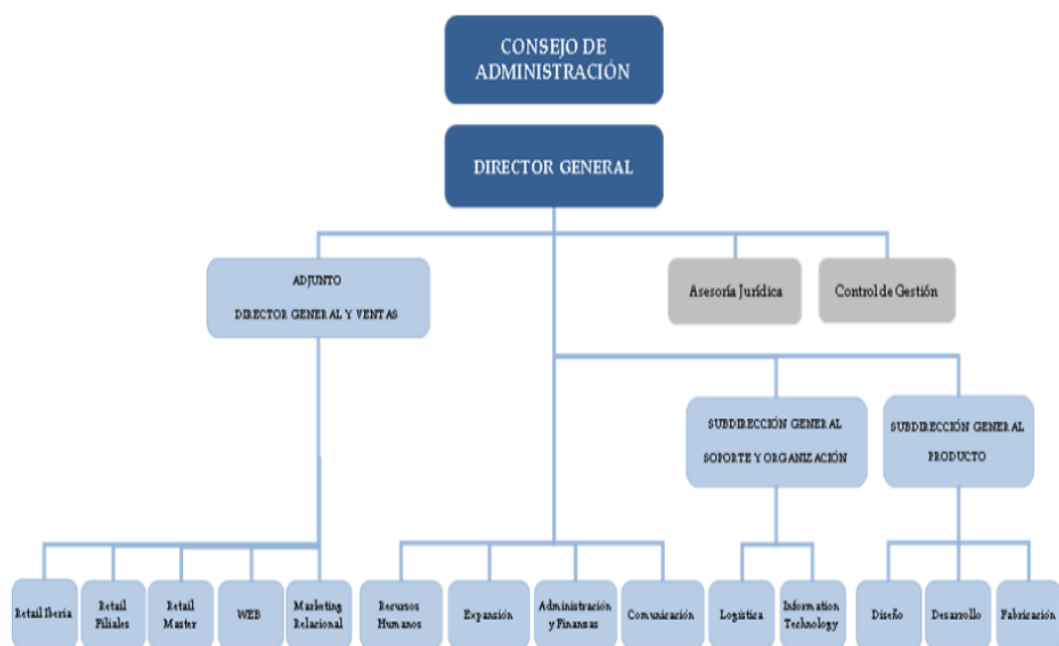 CONSEJO DE
ADMINISTRACIÓN
DIRECTOR GENERAL
ADJUNTO
DIRECTOR GENERAL Y VENTAS
Asesoría Jurídica
Control de Gestión
SUBDIRECCIÓN GENERAL
SOPORTE Y ORGANIZACIÓN
SUBDIRECCIÓN GENERAL
PRODUCTO
Retail Iberia
Retail
Filiales
Retail
Master
WEB
Marketing
Relacional
Recursos
Humanos
Expansión
Administración
y Finanzas
Comunicación
Logística
Information
Technology
Diseño
Desarrollo
Fabricación